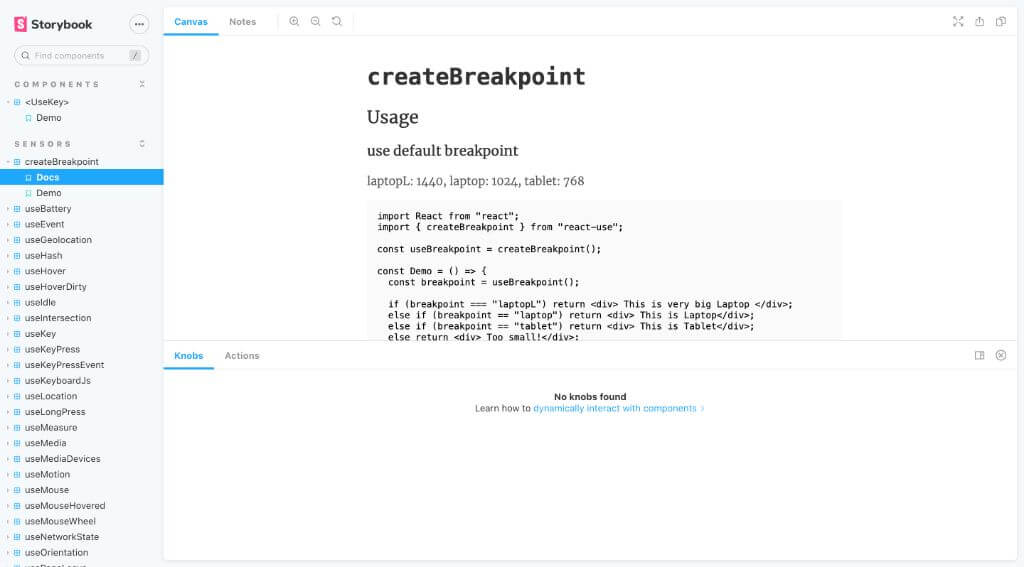 Storybook
Find components
/
COMPONENTS
<UseKey>
Demo
SENSORS
createBreakpoint
Docs
Demo
useBattery
useEvent
useGeolocation
useHash
useHover
useHoverDirty
useIdle
useIntersection
useKey
useKeyPress
useKeyPressEvent
useKeyboardJs
useLocation
useLongPress
useMeasure
useMedia
useMediaDevices
useMotion
useMouse
useMouseHovered
useMouseWheel
useNetworkState
useOrientation
Canvas
Notes
createBreakpoint
Usage
use default breakpoint
laptopL: 1440, laptop: 1024, tablet: 768
import React from "react";
import { createBreakpoint } from "react-use";
const useBreakpoint = createBreakpoint();
const Demo = () => {
const breakpoint = useBreakpoint();
if (breakpoint === "laptopL") return <div> This is very big Laptop </div>;
else if (breakpoint == "laptop") return <div> This is Laptop</div>;
else if (breakpoint == "tablet") return <div> This is Tablet</div>;
else return <div> Too small!</div>;
Knobs
Actions
No knobs found
Learn how to dynamically interact with components